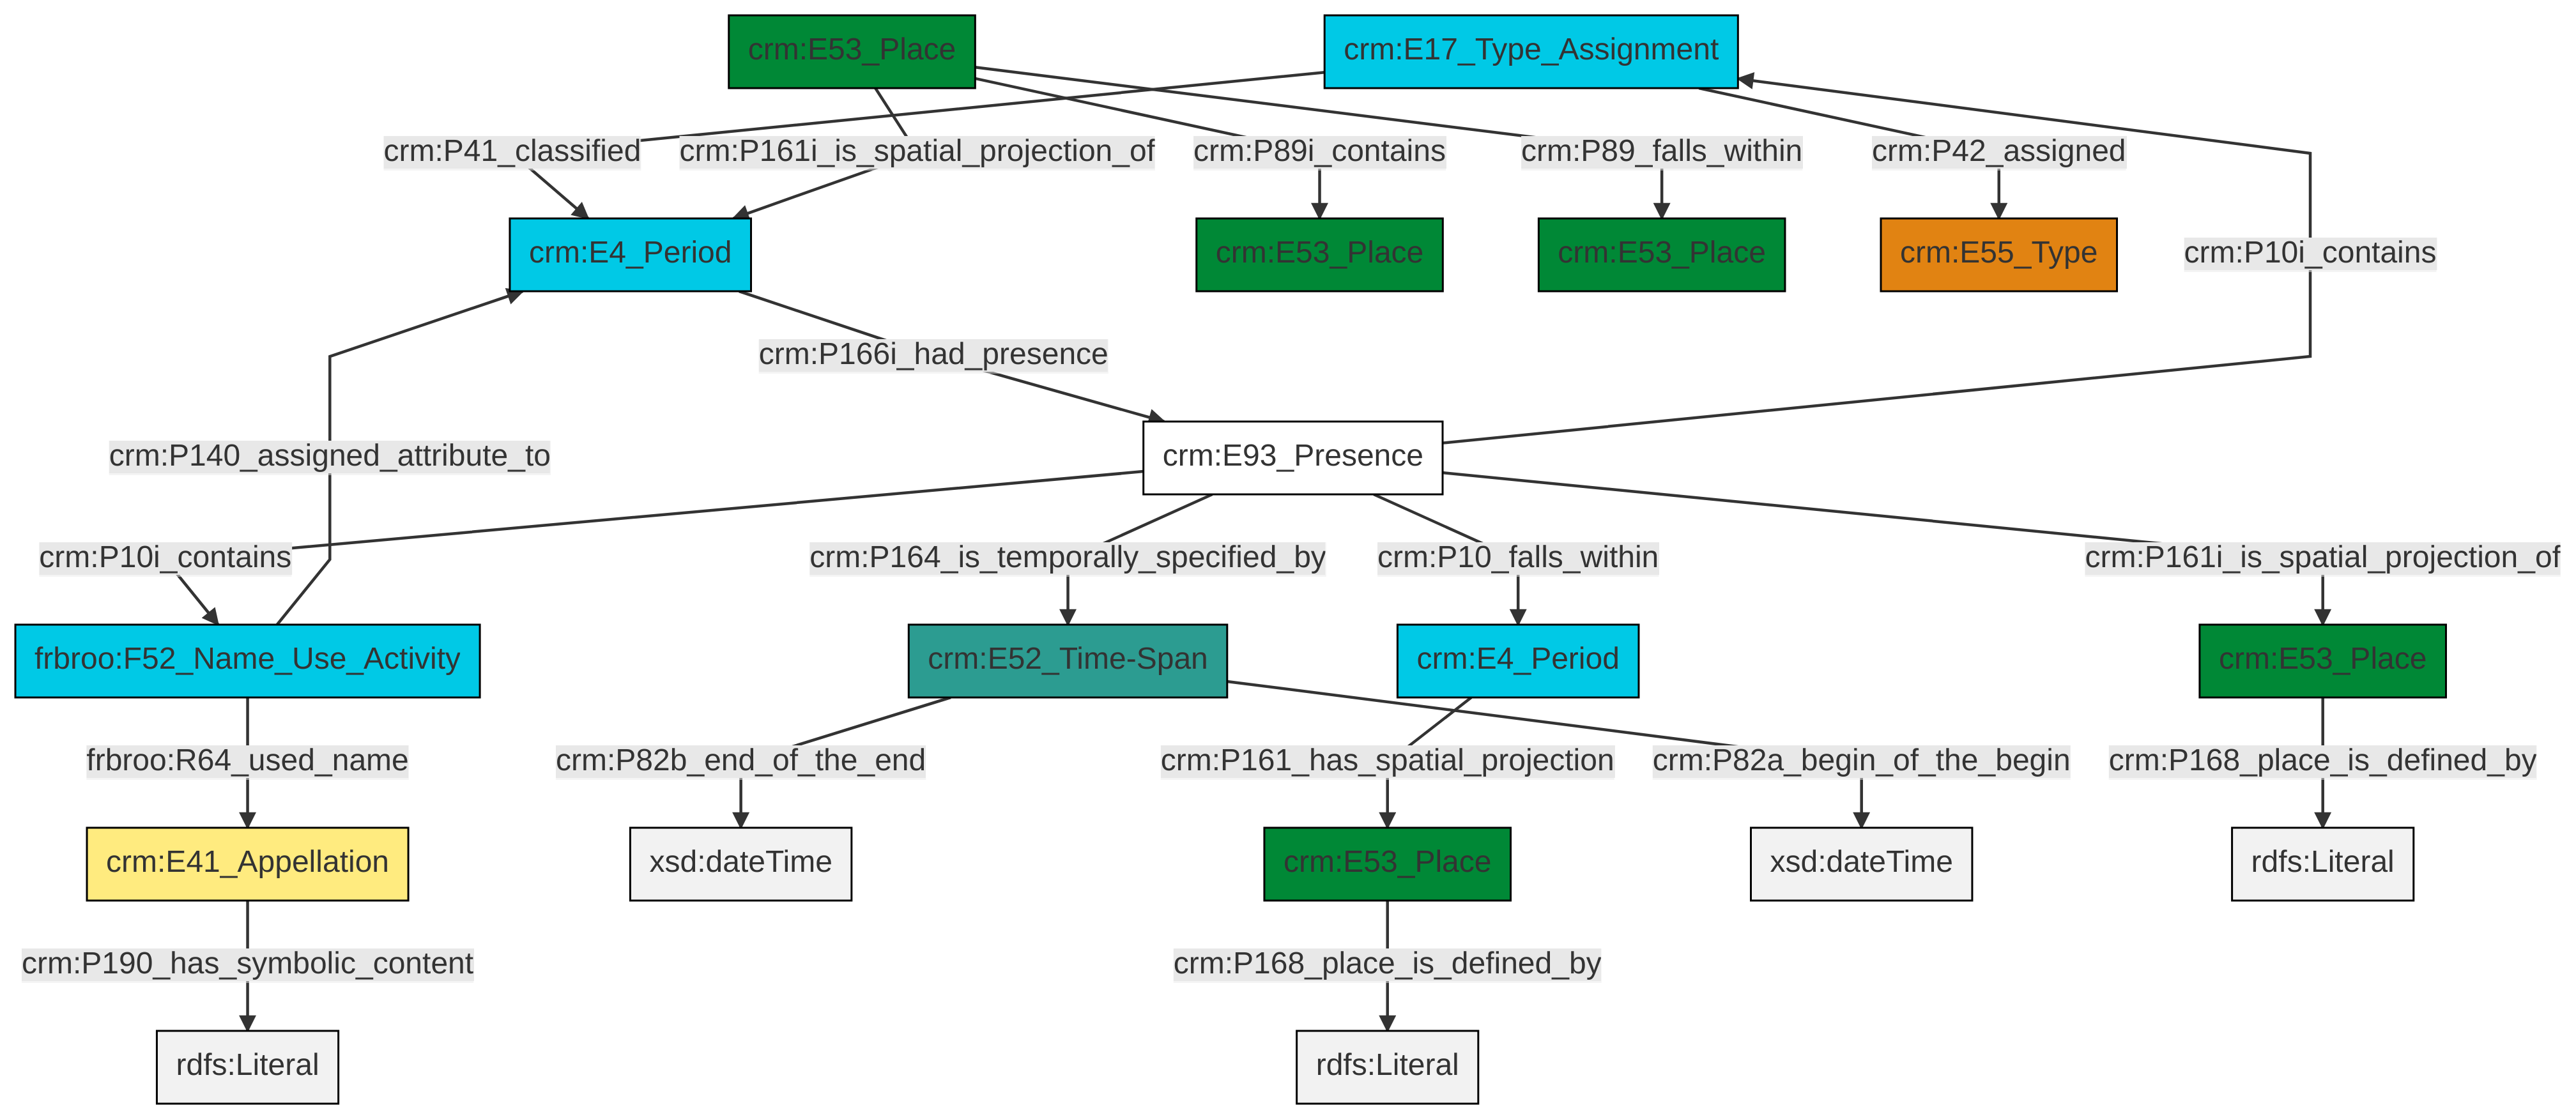 crm:E53_Place
crm:E17_Type_Assignment
crm:P41_classified
crm:P161i_is_spatial_projection_of
crm:P89i_contains
crm:P89_falls_within
crm:P42_assigned
crm:E4_Period
crm:E53_Place
crm:E53_Place
crm:E55_Type
crm:P10i_contains
crm:P166i_had_presence
crm:P140_assigned_attribute_to
crm:E93_Presence
crm:P10i_contains
crm:P164_is_temporally_specified_by
crm:P10_falls_within
crm:P161i_is_spatial_projection_of
frbroo:F52_Name_Use_Activity
crm:E52_Time-Span
crm:E4_Period
crm:E53_Place
frbroo:R64_used_name
crm:P82b_end_of_the_end
crm:P161_has_spatial_projection
crm:P82a_begin_of_the_begin
crm:P168_place_is_defined_by
crm:E41_Appellation
xsd:dateTime
crm:E53_Place
xsd:dateTime
rdfs:Literal
crm:P190_has_symbolic_content
crm:P168_place_is_defined_by
rdfs:Literal
rdfs:Literal